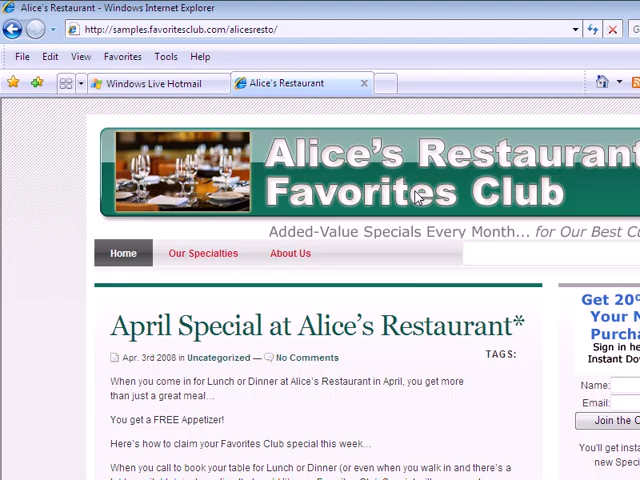 Alice's Restaurant - Windows Internet Explorer
http://samples.favoritesclub.com/alicesresto/
File Edit View Favorites Tools Help
Windows Live Hotmail Alice's Restaurant
Alice's Restaurant
Favorites Club
Added-Value Specials Every Month... for Our Best
Home Our Specialties About Us
Get 20%
Your
Purcha
April Special at Alice's Restaurant*
Sign in he
Instant Do
Apr. 3rd 2008 in Uncategorized — No Comments
TAGS:
When you come in for Lunch or Dinner at Alice's Restaurant in April, you get more
than just a great meal...
Name:
Email:
You get a FREE Appetizer!
Join the
Here's how to claim your Favorites Club special this week...
You'll get inst
new Speci
When you call to book your table for Lunch or Dinner (or even when you walk in and there's a